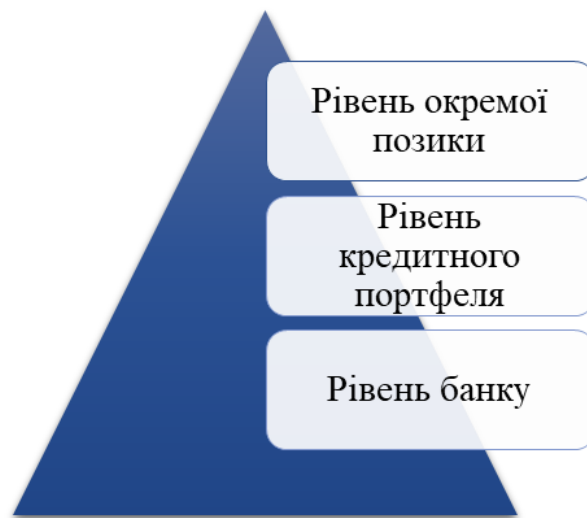 Рівень окремої
позики
Рівень
кредитного
портфеля
Рівень банку